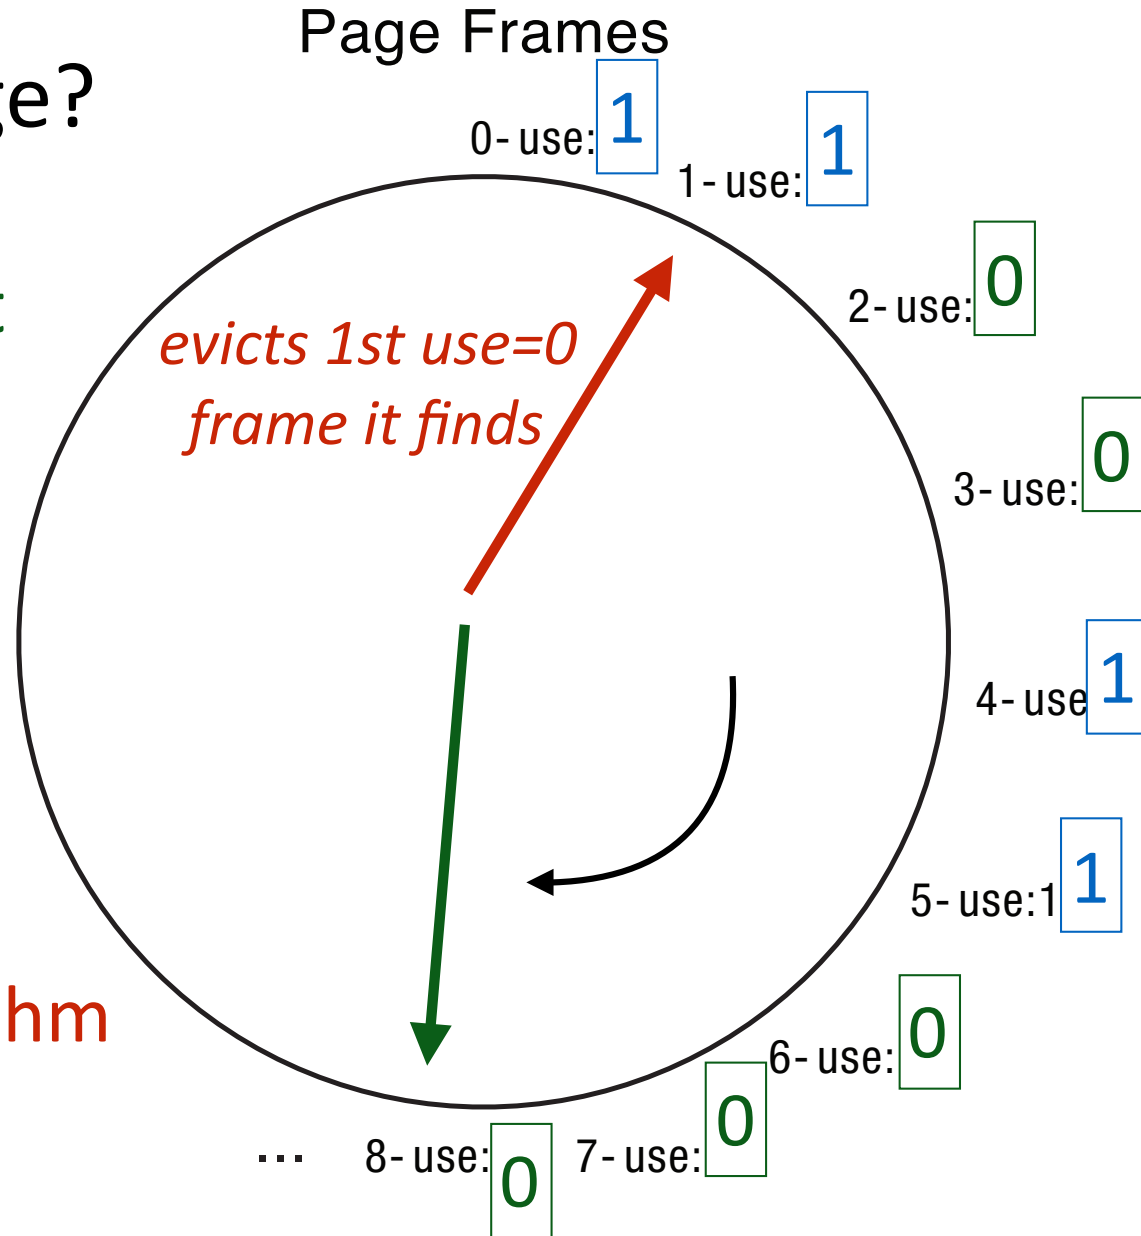 Page Frames
ge?
0- use: 1
1- use: 1
2- use: 0
t
evicts 1st use=0
frame it finds
3- use: 0
4- use 1
5- use:1 1
hm
6- use: 0
7- use: 0
... 8- use: 0